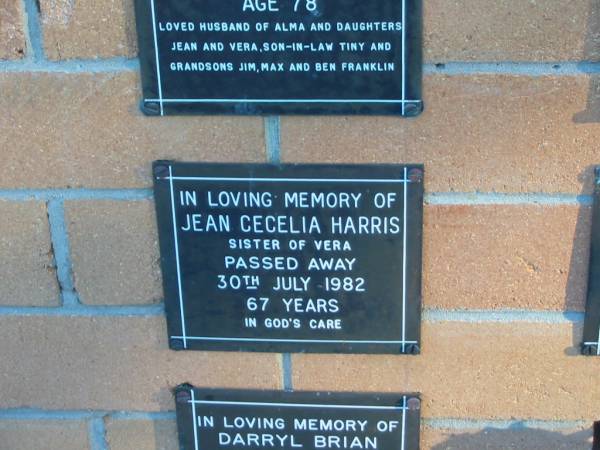 AGE 78
LOVED HUSBAND OF ALMA AND DAUGHTERS
JEAN AND VERA, SON-IN-LAW TINY AND
GRANDSONS JIM, MAX AND BEN FRANKLIN
IN LOVING MEMORY OF
JEAN CECELIA HARRIS
SISTER OF VERA
PASSED AWAY
30TH JULY 1982
67 YEARS
IN GOD'S CARE
IN LOVING MEMORY OF
DARRYL BRIAN